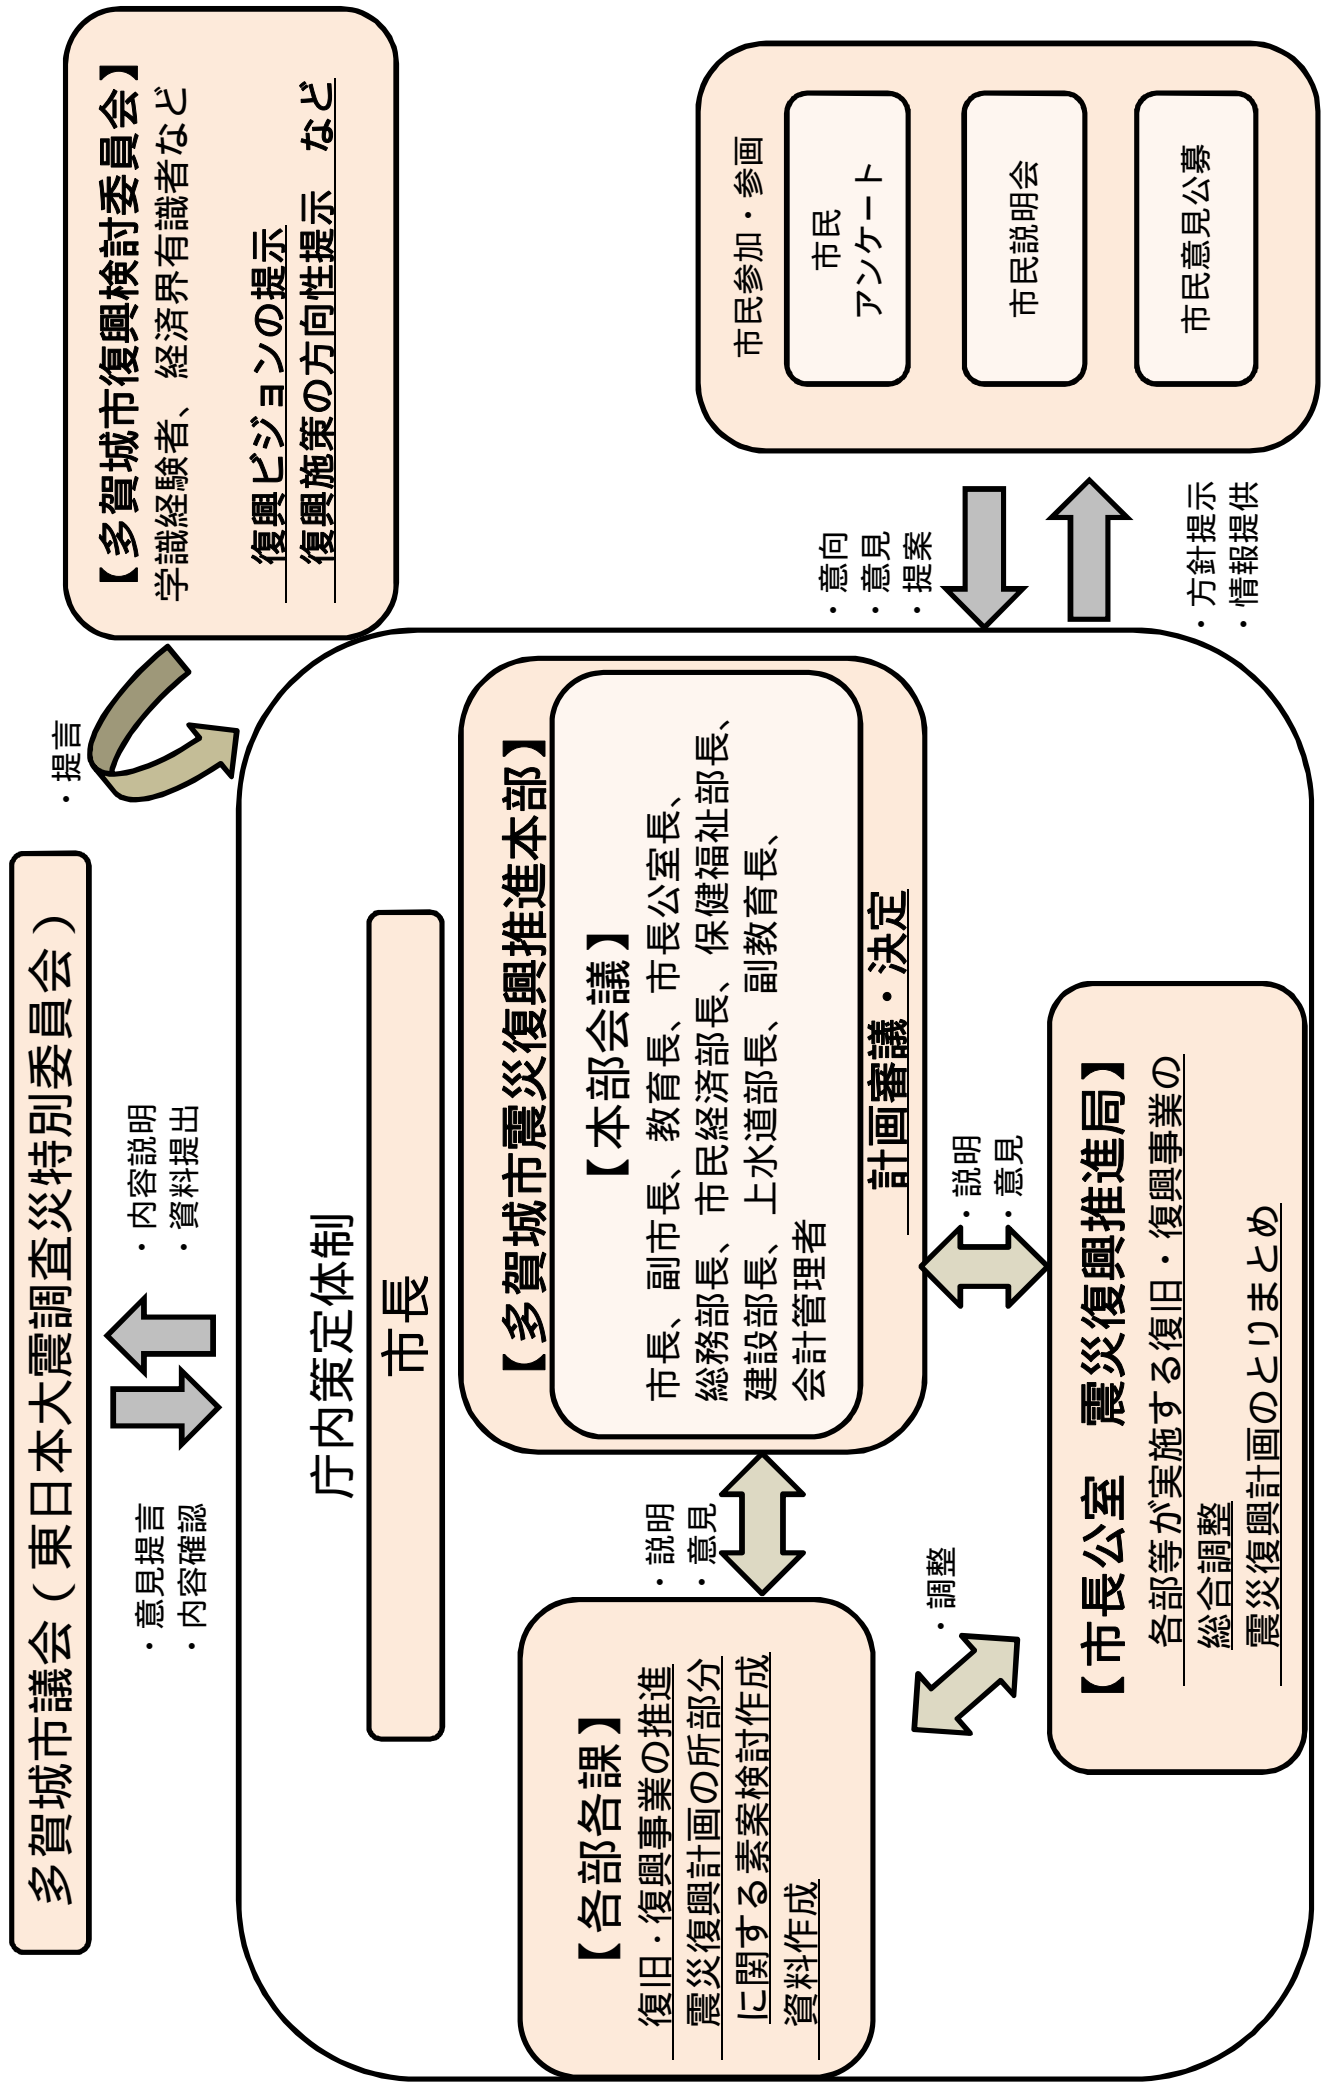 多賀城市議会（東日本大震調査災特別委員会）
・意見提言
・内容確認
・内容説明
・資料提出
・提言
【多賀城市復興検討委員会】
学識経験者、経済界有識者など
復興ビジョンの提示
復興施策の方向性提示　など
庁内策定体制
市長
【多賀城市震災復興推進本部】
【本部会議】
市長、副市長、教育長、市長公室長、
総務部長、市民経済部長、保健福祉部長、
建設部長、上水道部長、副教育長、
会計管理者
計画審議・決定
・説明
・意見
【各部各課】
復旧・復興事業の推進
震災復興計画の所部分
に関する素案検討作成
資料作成
・調整
・説明
・意見
【市長公室　震災復興推進局】
各部等が実施する復旧・復興事業の
総合調整
震災復興計画のとりまとめ
・意向
・意見
・提案
・方針提示
・情報提供
市民参加・参画
市民
アンケート
市民説明会
市民意見公募